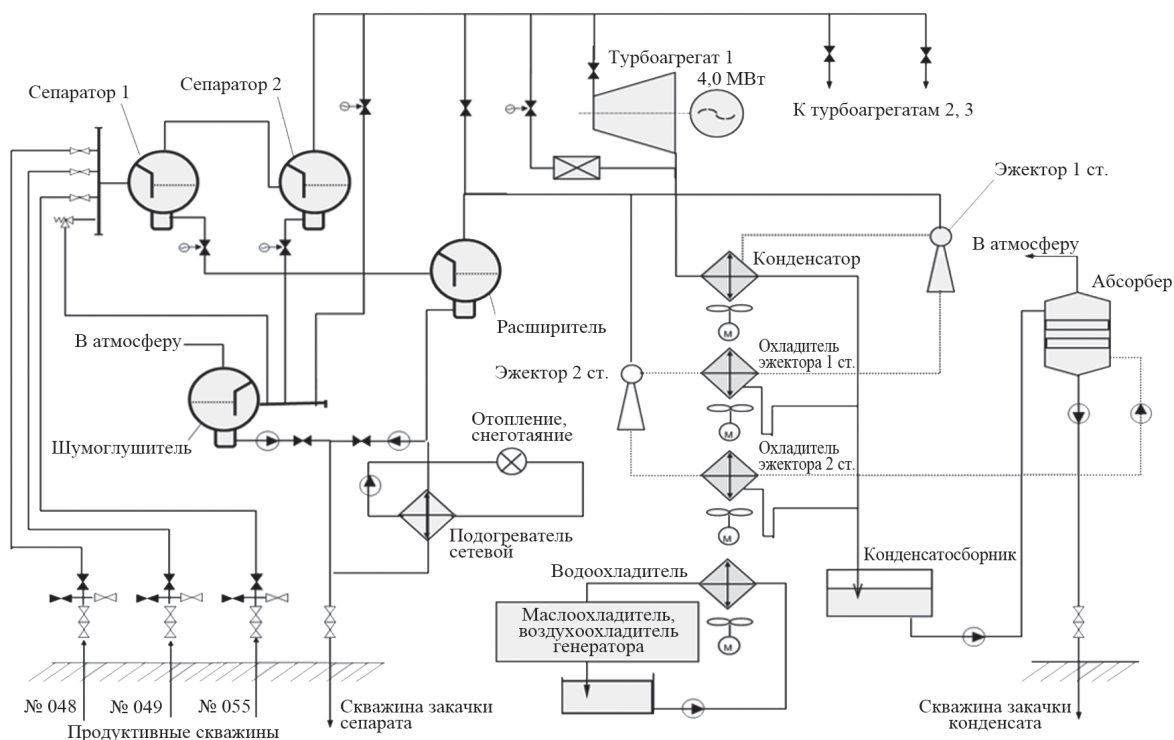 Турбоагрегат 1
4,0 МВт
Сепаратор 1
Сепаратор 2
К турбоагрегатам 2, 3
Эжектор 1 ст.
В атмосферу
Конденсатор
Абсорбер
Расширитель
В атмосферу
Охладитель
эжектора 1 ст.
Эжектор 2 ст.
Шумоглушитель
Отопление,
снеготаяние
Охладитель
эжектора 2 ст.
Подогреватель
сетевой
Водоохладитель
Конденсатосборник
Маслоохладитель,
воздухоохладитель
генератора
м
м
м
м
№ 048
№ 049
№ 055
Продуктивные скважины
Скважина закачки
сепарата
Скважина закачки
конденсата